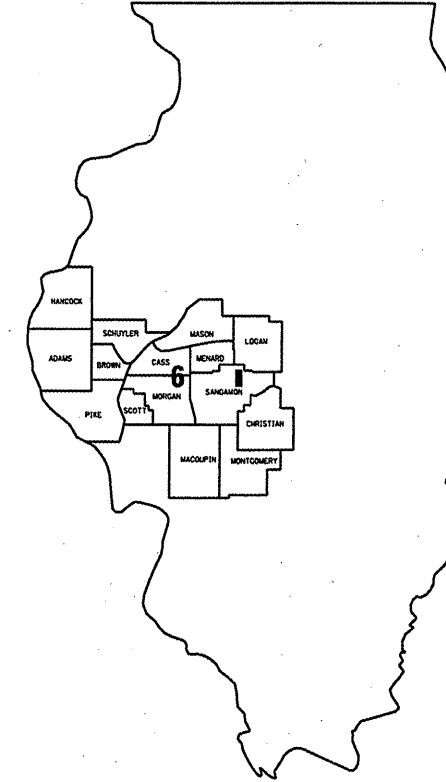 HANCOCK
SCHUYLER
MASON
LOGAN
ADAMS
BROWN
CASS
MENARD
6
MORGAN
SANGAMON
PIKE
SCOTT
CHRISTIAN
MACOUPIN
MONTGOMERY